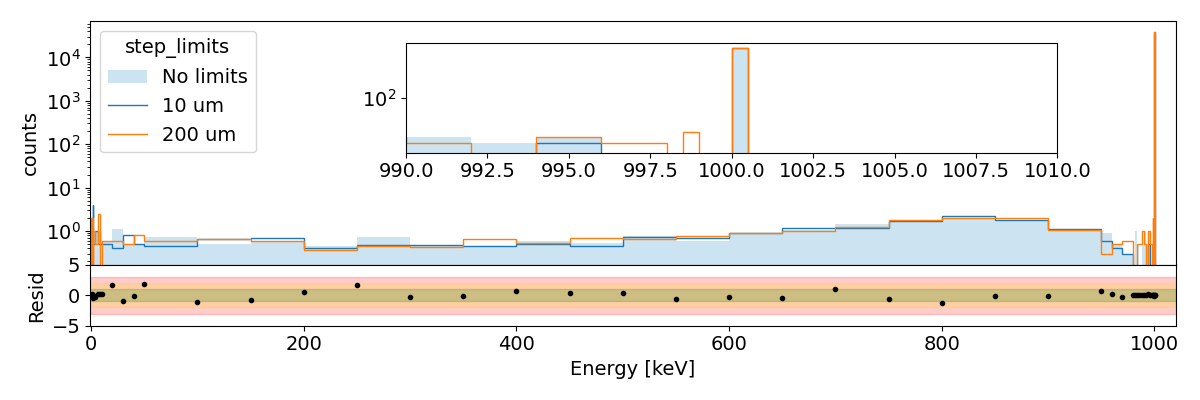 step_limits
No limits
10 um
200 um
counts
10^4
10^3
10^2
10^1
10^0
10^2
990.0 992.5 995.0 997.5 1000.0 1002.5 1005.0 1007.5 1010.0
Resid
5
0
−5
0 200 400 600 800 1000
Energy [keV]